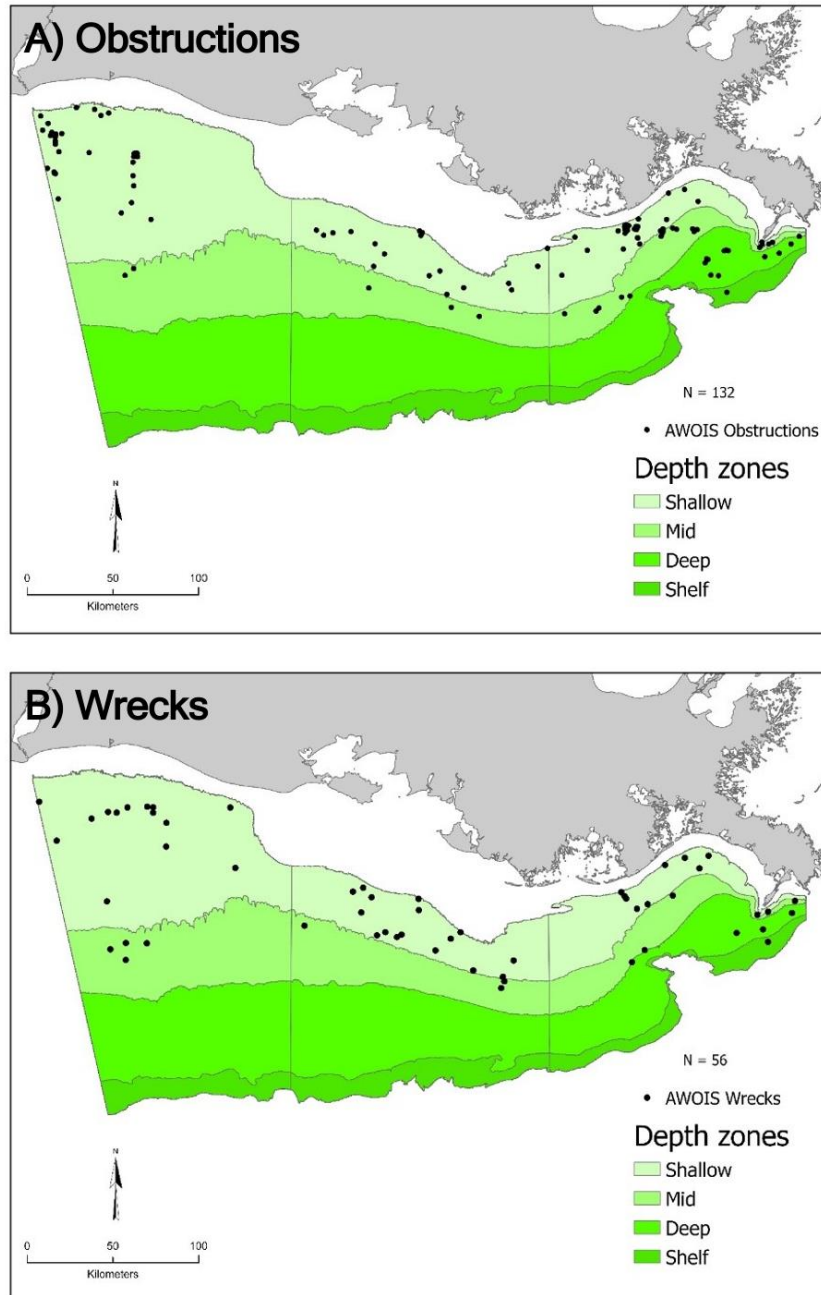 A) Obstructions
N = 132
AWOIS Obstructions
Depth zones
Shallow
Mid
Deep
Shelf
N
0 50 100
Kilometers
B) Wrecks
N = 56
AWOIS Wrecks
Depth zones
Shallow
Mid
Deep
Shelf
N
0 50 100
Kilometers